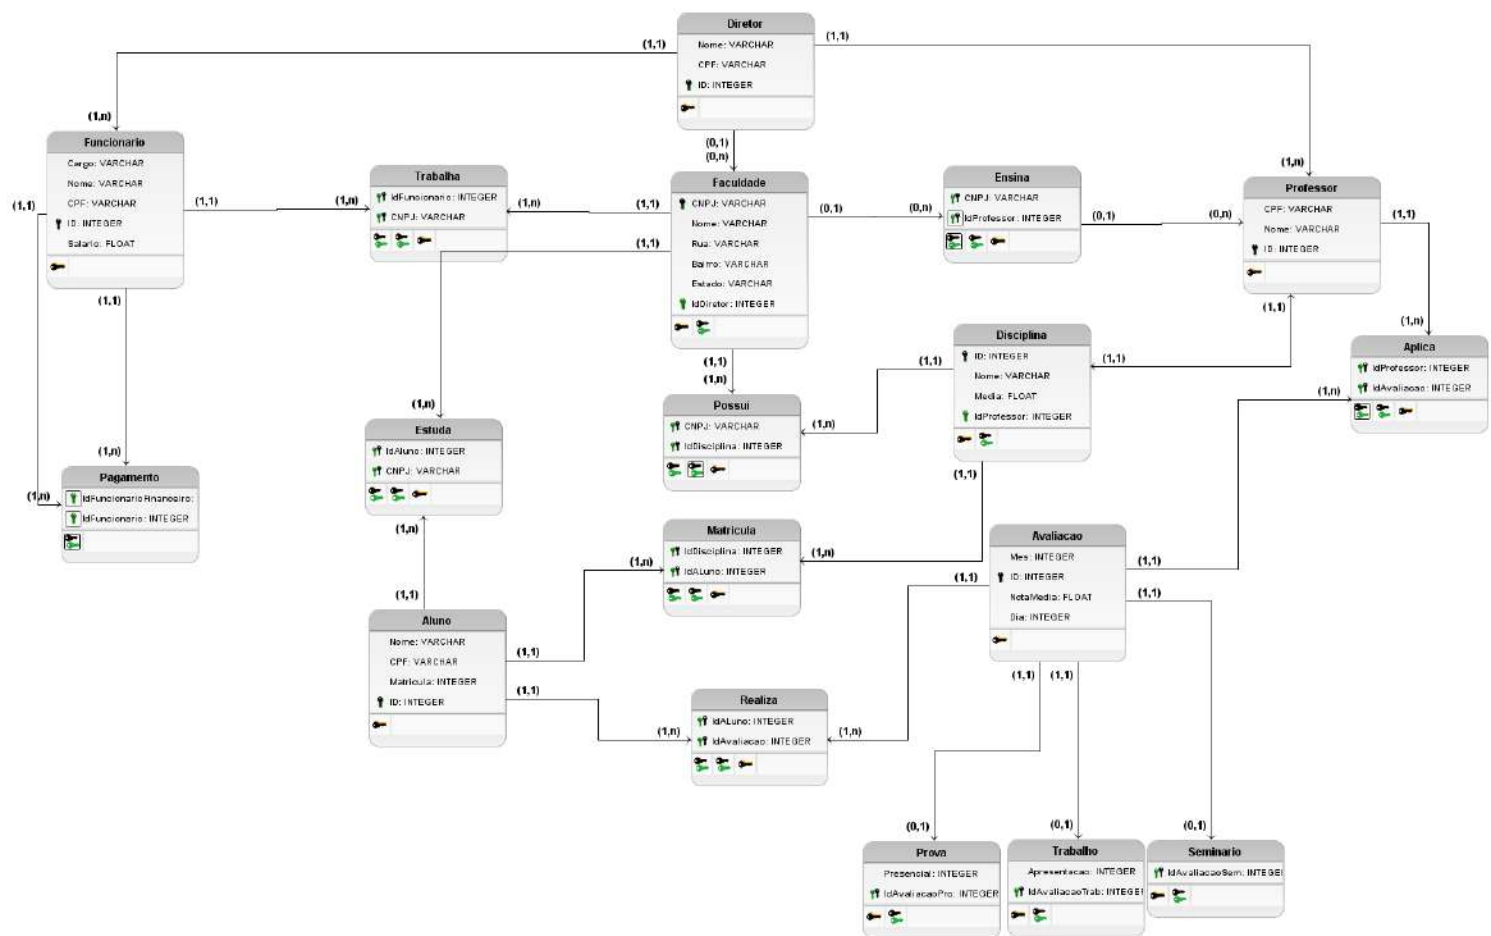 Diretor
Nome: VARCHAR
CPF: VARCHAR
ID: INTEGER
(1,1)
(1,1)
(1,n)
(0,1)
(0,n)
(1,n)
Funcionario
Cargo: VARCHAR
Nome: VARCHAR
CPF: VARCHAR
ID: INTEGER
Salario: FLOAT
(1,1)
(1,1)
(1,1)
(1,n)
Trabalha
IdFuncionario: INTEGER
CNPJ: VARCHAR
(1,n)
(1,1)
(1,1)
Faculdade
CNPJ: VARCHAR
Nome: VARCHAR
Rua: VARCHAR
Bairro: VARCHAR
Estado: VARCHAR
IdDiretor: INTEGER
(0,1)
(0,n)
Ensina
CNPJ: VARCHAR
IdProfessor: INTEGER
(0,1)
(0,n)
Professor
CPF: VARCHAR
Nome: VARCHAR
ID: INTEGER
(1,1)
(1,1)
(1,n)
Aplica
IdProfessor: INTEGER
IdAvaliacao: INTEGER
(1,n)
Disciplina
ID: INTEGER
Nome: VARCHAR
Media: FLOAT
IdProfessor: INTEGER
(1,1)
(1,1)
(1,1)
(1,1)
(1,n)
Possui
CNPJ: VARCHAR
IdDisciplina: INTEGER
(1,n)
(1,n)
Estuda
IdAluno: INTEGER
CNPJ: VARCHAR
(1,n)
(1,n)
(1,n)
Pagamento
IdFuncionarioFinanceiro:
IdFuncionario: INTEGER
Matricula
IdDisciplina: INTEGER
IdALuno: INTEGER
(1,n)
(1,n)
Avaliacao
Mes: INTEGER
ID: INTEGER
NotaMedia: FLOAT
Dia: INTEGER
(1,1)
(1,1)
(1,1)
(1,1)
(1,1)
(1,1)
Aluno
Nome: VARCHAR
CPF: VARCHAR
Matricula: INTEGER
ID: INTEGER
(1,1)
(1,1)
Realiza
IdALuno: INTEGER
IdAvaliacao: INTEGER
(1,n)
(1,n)
(0,1)
(0,1)
(0,1)
Prova
Presencial: INTEGER
IdAvaliacaoPro: INTEGER
Trabalho
Apresentacao: INTEGER
IdAvaliacaoTrab: INTEGE
Seminario
IdAvaliacaoSem: INTEGE